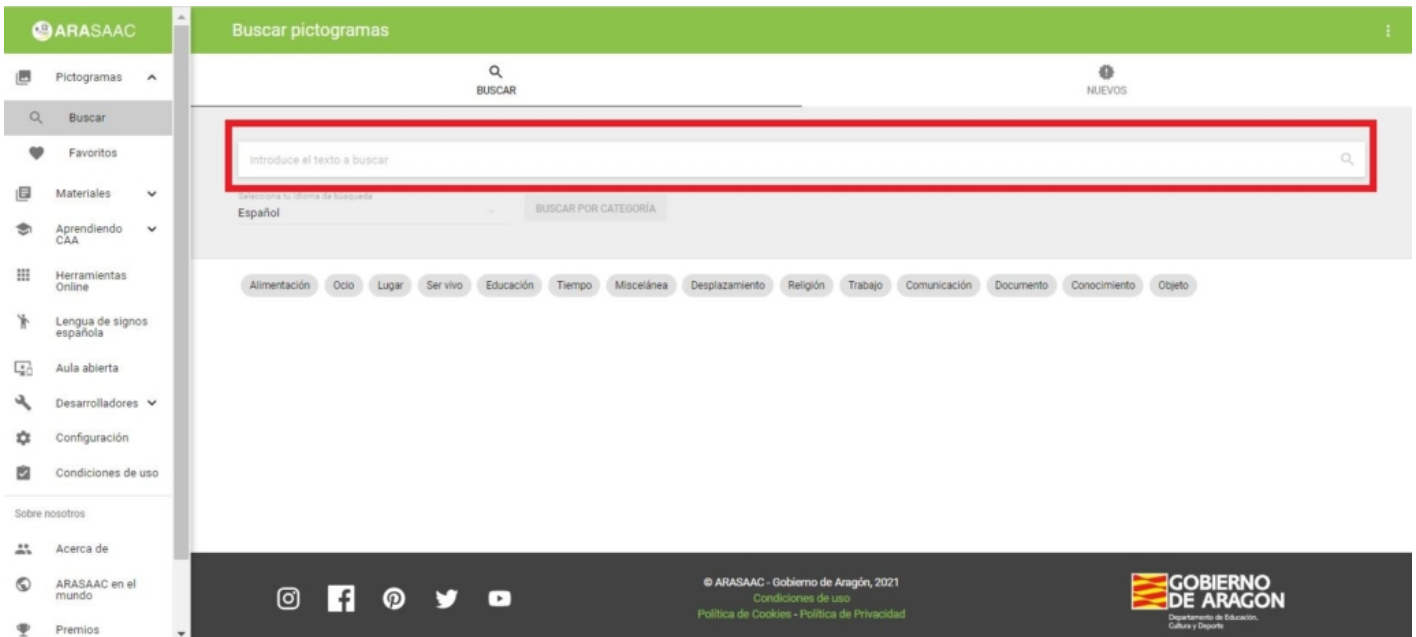 ARASAAC
Pictogramas
Buscar
Favoritos
Materiales
Aprendiendo
CAA
Herramientas
Online
Lengua de signos
española
Aula abierta
Desarrolladores
Configuración
Condiciones de uso
Sobre nosotros
Acerca de
ARASAAC en el
mundo
Premios
Buscar pictogramas
BUSCAR
NUEVOS
Introduce el texto a buscar
Selecciona tu idioma de busqueda
Español
BUSCAR POR CATEGORÍA
Alimentación Ocio Lugar Ser vivo Educación Tiempo Miscelánea Desplazamiento Religión Trabajo Comunicación Documento Conocimiento Objeto
© ARASAAC - Gobierno de Aragón, 2021
Condiciones de uso
Política de Cookies - Política de Privacidad
GOBIERNO
DE ARAGON
Departamento de Educación,
Cultura y Deporte